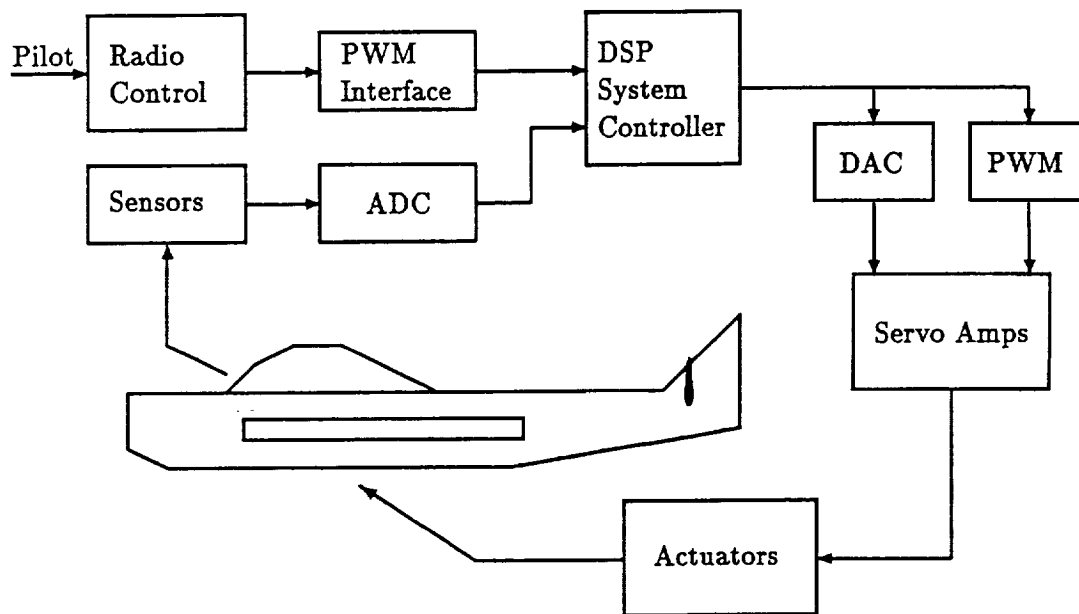 Pilot
Radio
Control
PWM
Interface
DSP
System
Controller
DAC
PWM
Sensors
ADC
Servo Amps
Actuators